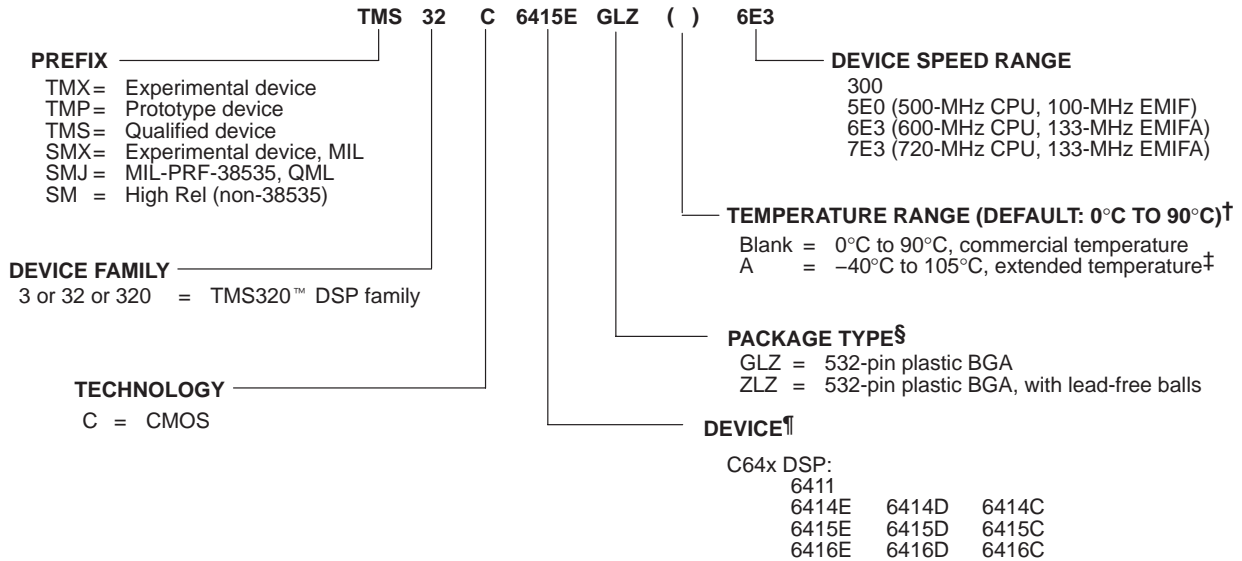 TMS 32 C 6415E GLZ ( ) 6E3
PREFIX
TMX= Experimental device
TMP= Prototype device
TMS= Qualified device
SMX= Experimental device, MIL
SMJ = MIL-PRF-38535, QML
SM = High Rel (non-38535)
DEVICE SPEED RANGE
300
5E0 (500-MHz CPU, 100-MHz EMIF)
6E3 (600-MHz CPU, 133-MHz EMIFA)
7E3 (720-MHz CPU, 133-MHz EMIFA)
TEMPERATURE RANGE (DEFAULT: 0°C TO 90°C)†
Blank = 0°C to 90°C, commercial temperature
A = −40°C to 105°C, extended temperature‡
DEVICE FAMILY
3 or 32 or 320 = TMS320™ DSP family
PACKAGE TYPE§
GLZ = 532-pin plastic BGA
ZLZ = 532-pin plastic BGA, with lead-free balls
TECHNOLOGY
C = CMOS
DEVICE¶
C64x DSP:
6411
6414E 6414D 6414C
6415E 6415D 6415C
6416E 6416D 6416C